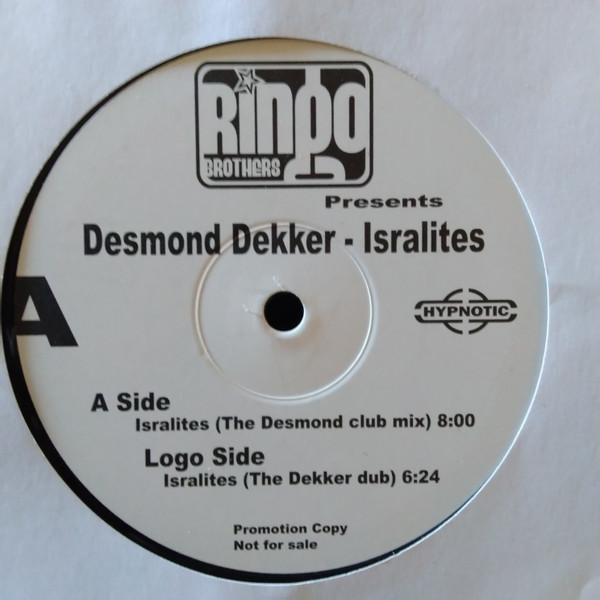 Ringo
BROTHERS
Presents
Desmond Dekker - Isralites
A
HYPNOTIC
A Side
Isralites (The Desmond club mix) 8:00
Logo Side
Isralites (The Dekker dub) 6:24
Promotion Copy
Not for sale